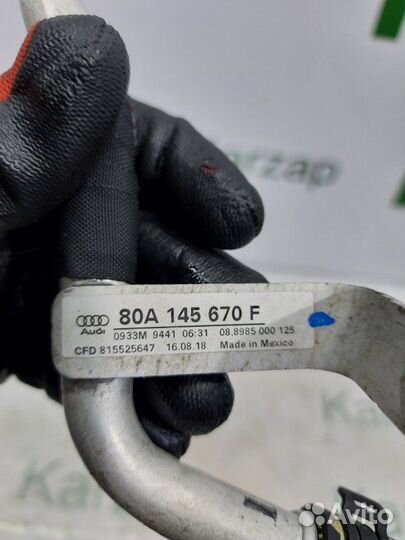 80A 145 670 F
Audi
0933M 9441 06:31 08.8985 000 125
CFD 815525647 16.08.18 Made in Mexico
Avito